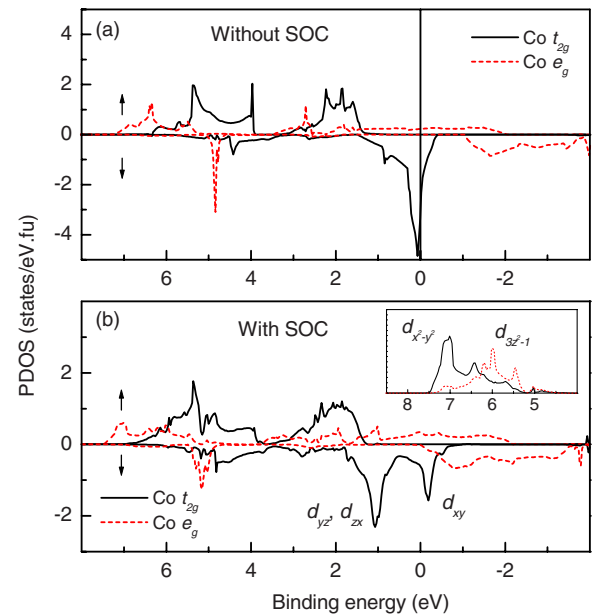 (a)
Without SOC
Co t2g
Co eg
4
2
0
-2
-4
6
4
2
0
-2
PDOS (states/eV.fu)
(b)
With SOC
dx²-y²
d3z²-1
8
7
6
5
2
0
-2
Co t2g
Co eg
dyz, dzx
dxy
6
4
2
0
-2
Binding energy (eV)